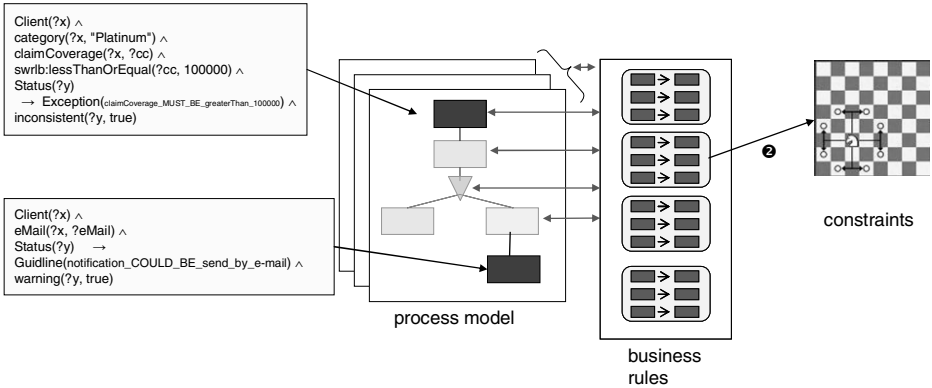 Client(?x) ∧
category(?x, "Platinum") ∧
claimCoverage(?x, ?cc) ∧
swrlb:lessThanOrEqual(?cc, 100000) ∧
Status(?y)
→ Exception(claimCoverage_MUST_BE_greaterThan_100000) ∧
inconsistent(?y, true)
Client(?x) ∧
eMail(?x, ?eMail) ∧
Status(?y) →
Guidline(notification_COULD_BE_send_by_e-mail) ∧
warning(?y, true)
process model
business
rules
❷
constraints